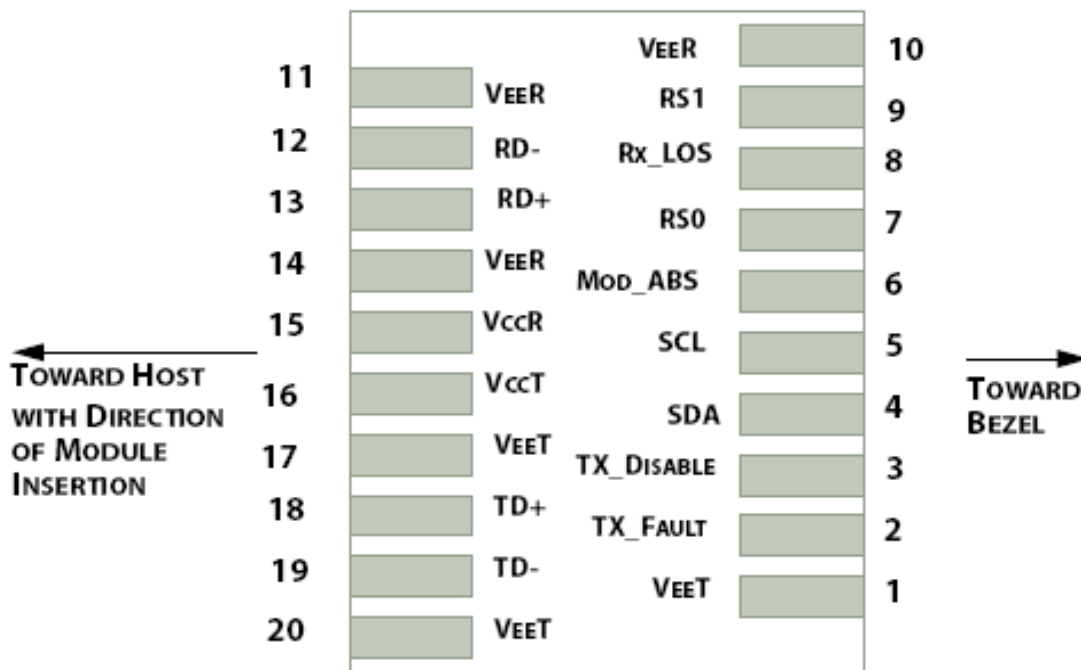 10
VEER
11
VEER
RS1
9
12
RD-
RX_LOS
8
13
RD+
RS0
7
14
VEER
MOD_ABS
6
15
VCCR
SCL
5
TOWARD HOST
WITH DIRECTION
OF MODULE
INSERTION
TOWARD
BEZEL
16
VCCT
SDA
4
17
VEET
TX_DISABLE
3
18
TD+
TX_FAULT
2
19
TD-
VEET
1
20
VEET